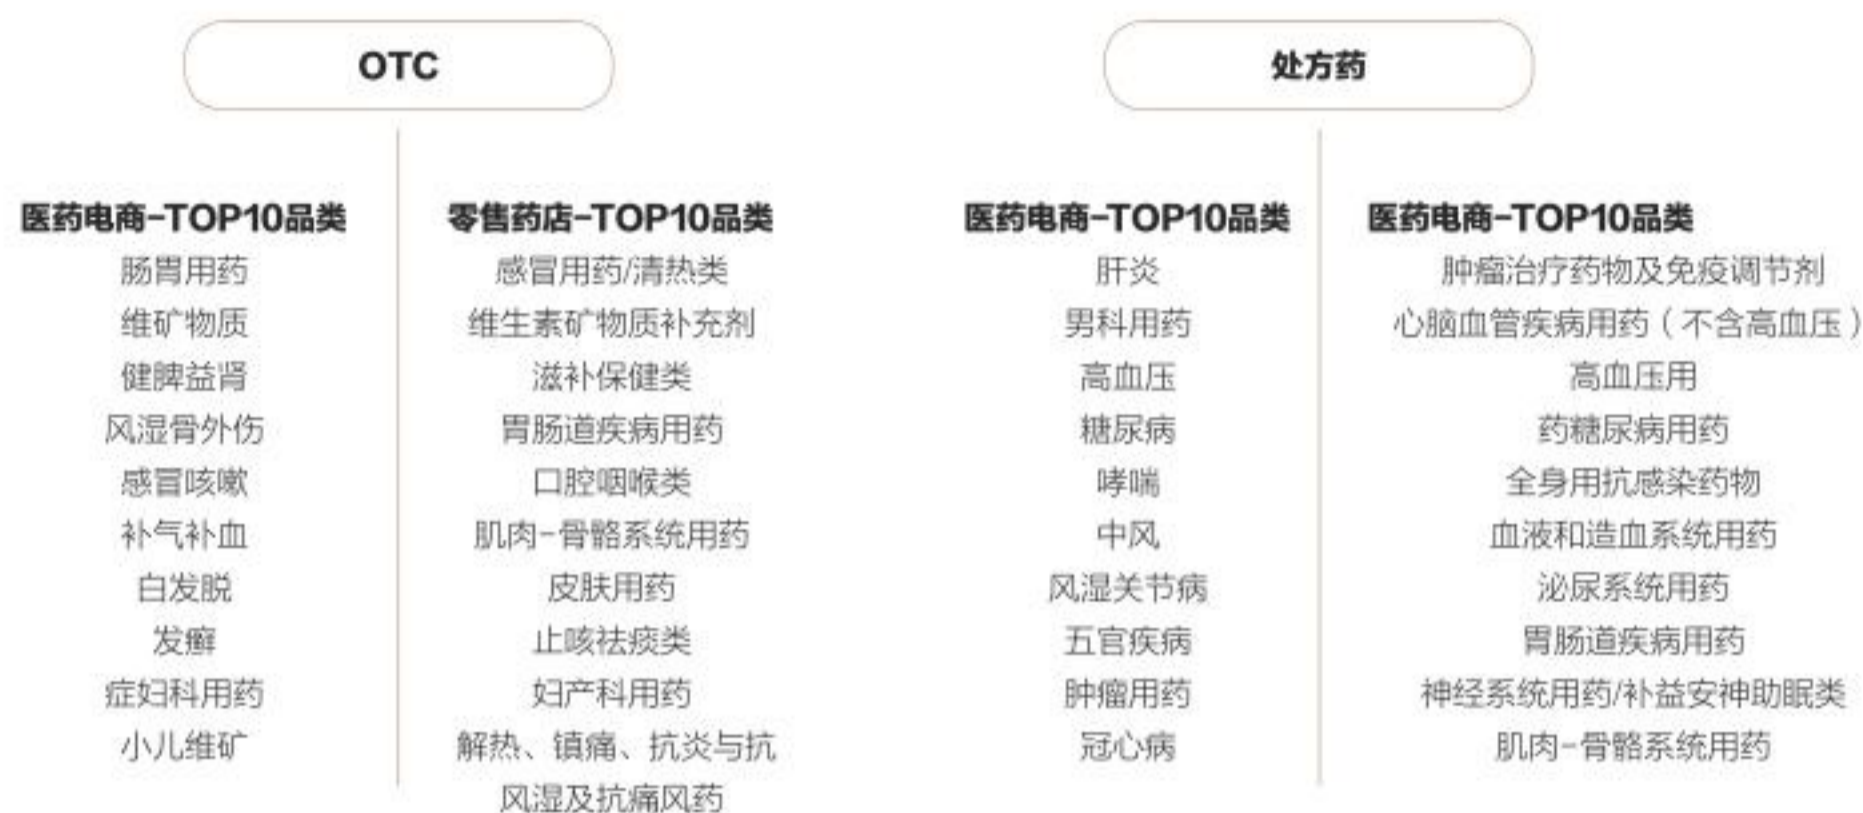 OTC
医药电商-TOP10品类
肠胃用药
维矿物质
健脾益肾
风湿骨外伤
感冒咳嗽
补气补血
白发脱
发癣
症妇科用药
小儿维矿
零售药店-TOP10品类
感冒用药/清热类
维生素矿物质补充剂
滋补保健类
胃肠道疾病用药
口腔咽喉类
肌肉-骨骼系统用药
皮肤用药
止咳祛痰类
妇产科用药
解热、镇痛、抗炎与抗
风湿及抗痛风药
处方药
医药电商-TOP10品类
肝炎
男科用药
高血压
糖尿病
哮喘
中风
风湿关节病
五官疾病
肿瘤用药
冠心病
医药电商-TOP10品类
肿瘤治疗药物及免疫调节剂
心脑血管疾病用药（不含高血压）
高血压用
药糖尿病用药
全身用抗感染药物
血液和造血系统用药
泌尿系统用药
胃肠道疾病用药
神经系统用药/补益安神助眠类
肌肉-骨骼系统用药